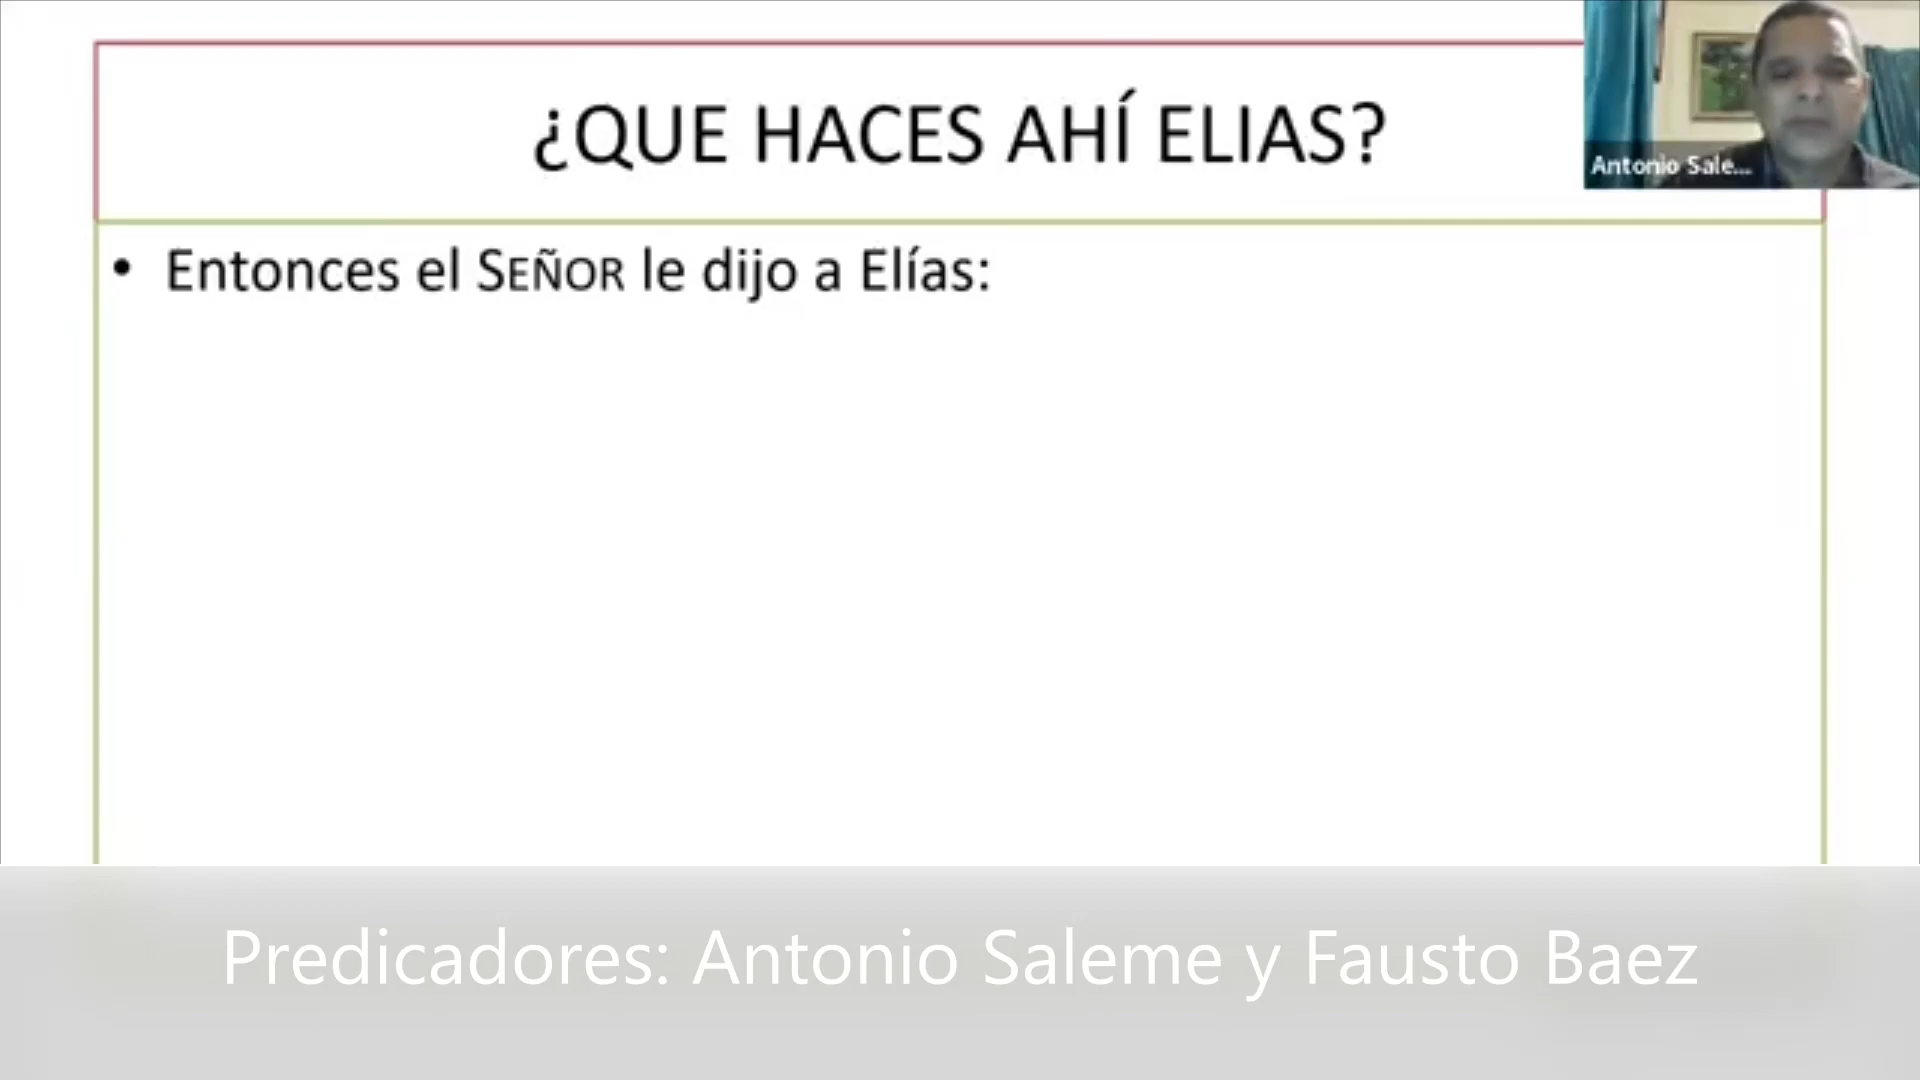 ¿QUE HACES AHÍ ELIAS?
Antonio Sale...
• Entonces el SEÑOR le dijo a Elías:
Predicadores: Antonio Saleme y Fausto Baez